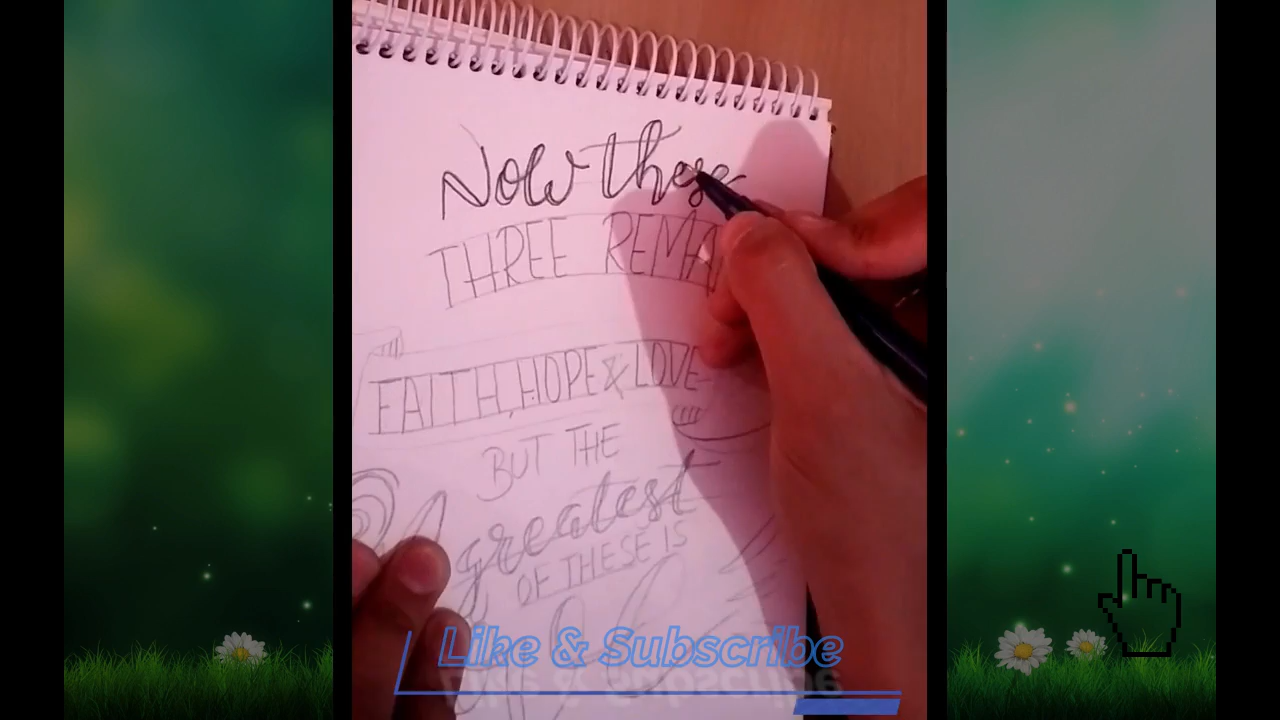 Now these
THREE REMA
FAITH, HOPE & LOVE
BUT THE
greatest
OF THESE IS
Like & Subscribe